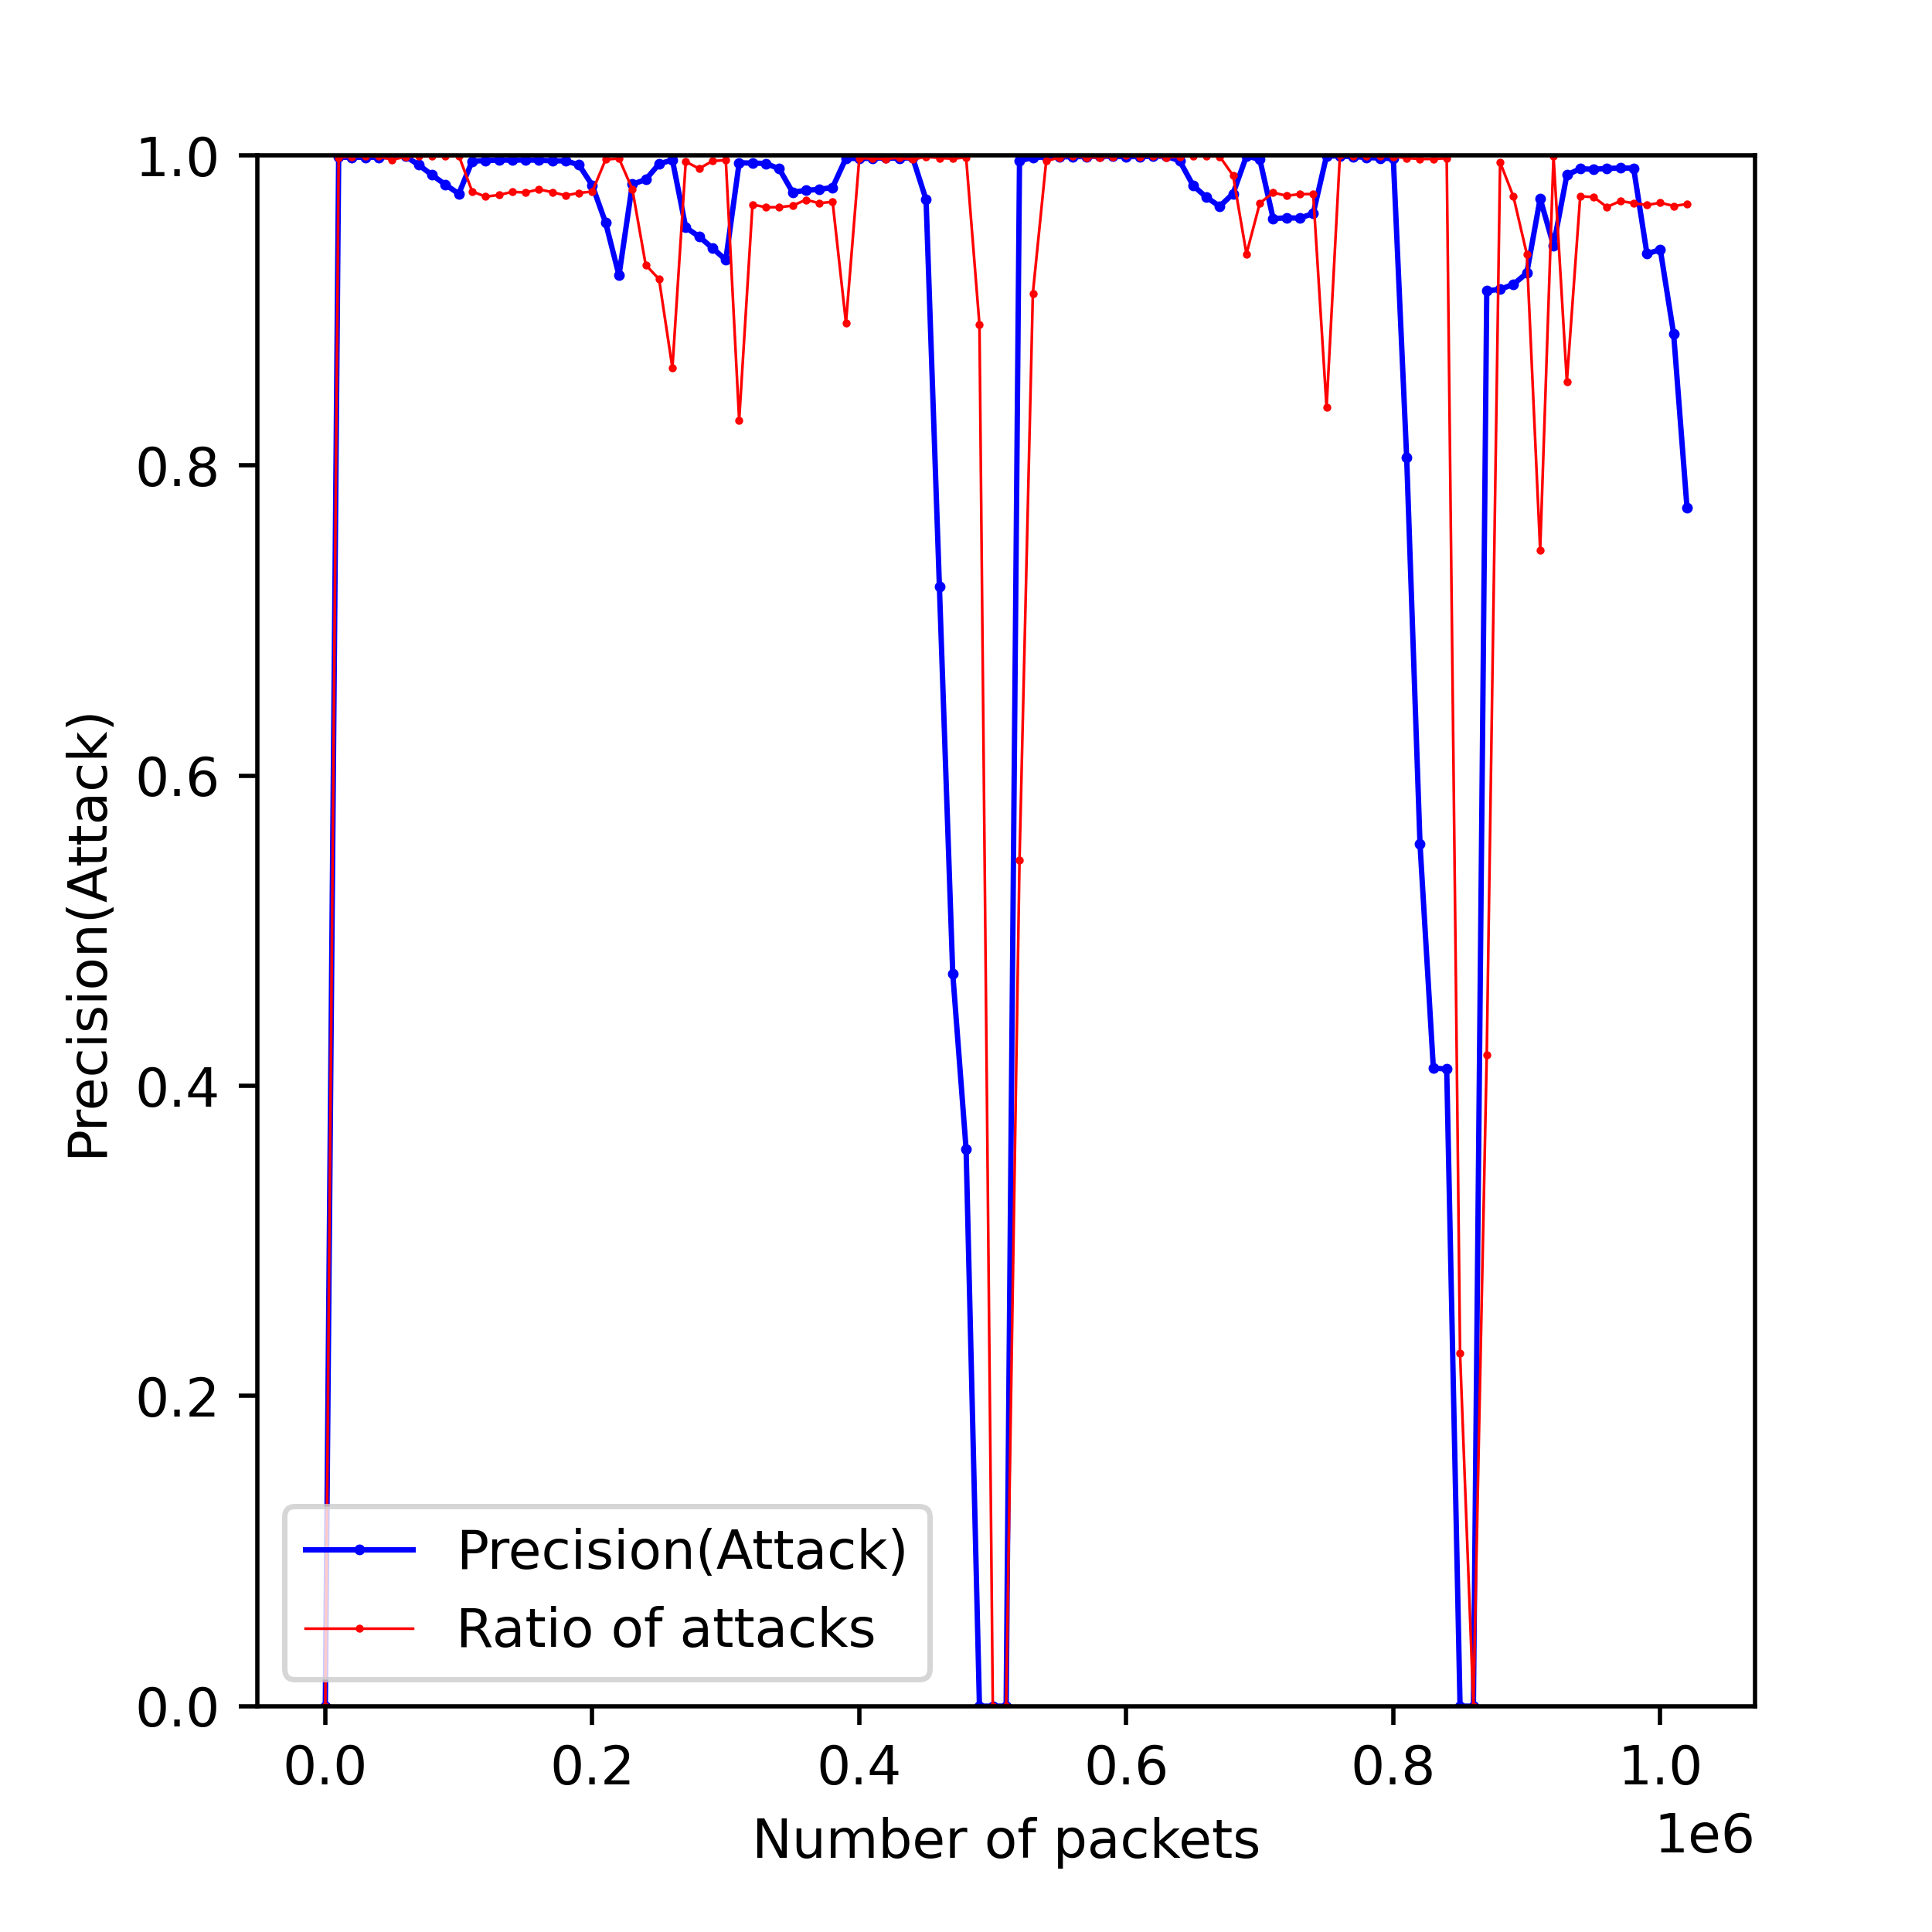 1.0
0.8
0.6
0.4
0.2
0.0
Precision(Attack)
Precision(Attack)
Ratio of attacks
0.0 0.2 0.4 0.6 0.8 1.0
Number of packets
1e6